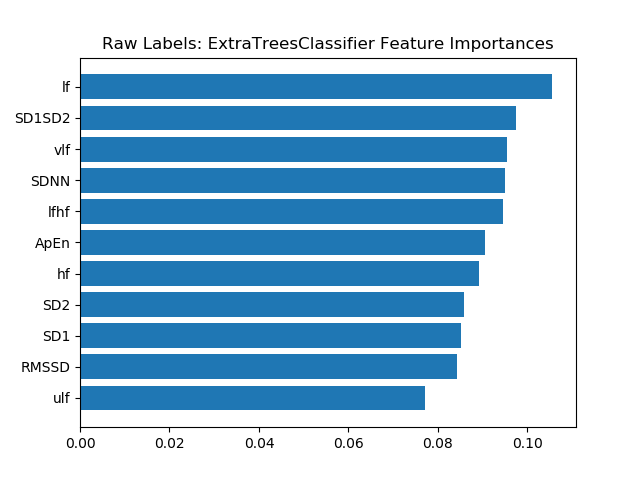 Raw Labels: ExtraTreesClassifier Feature Importances
lf
SD1SD2
vlf
SDNN
lfhf
ApEn
hf
SD2
SD1
RMSSD
ulf
0.00 0.02 0.04 0.06 0.08 0.10